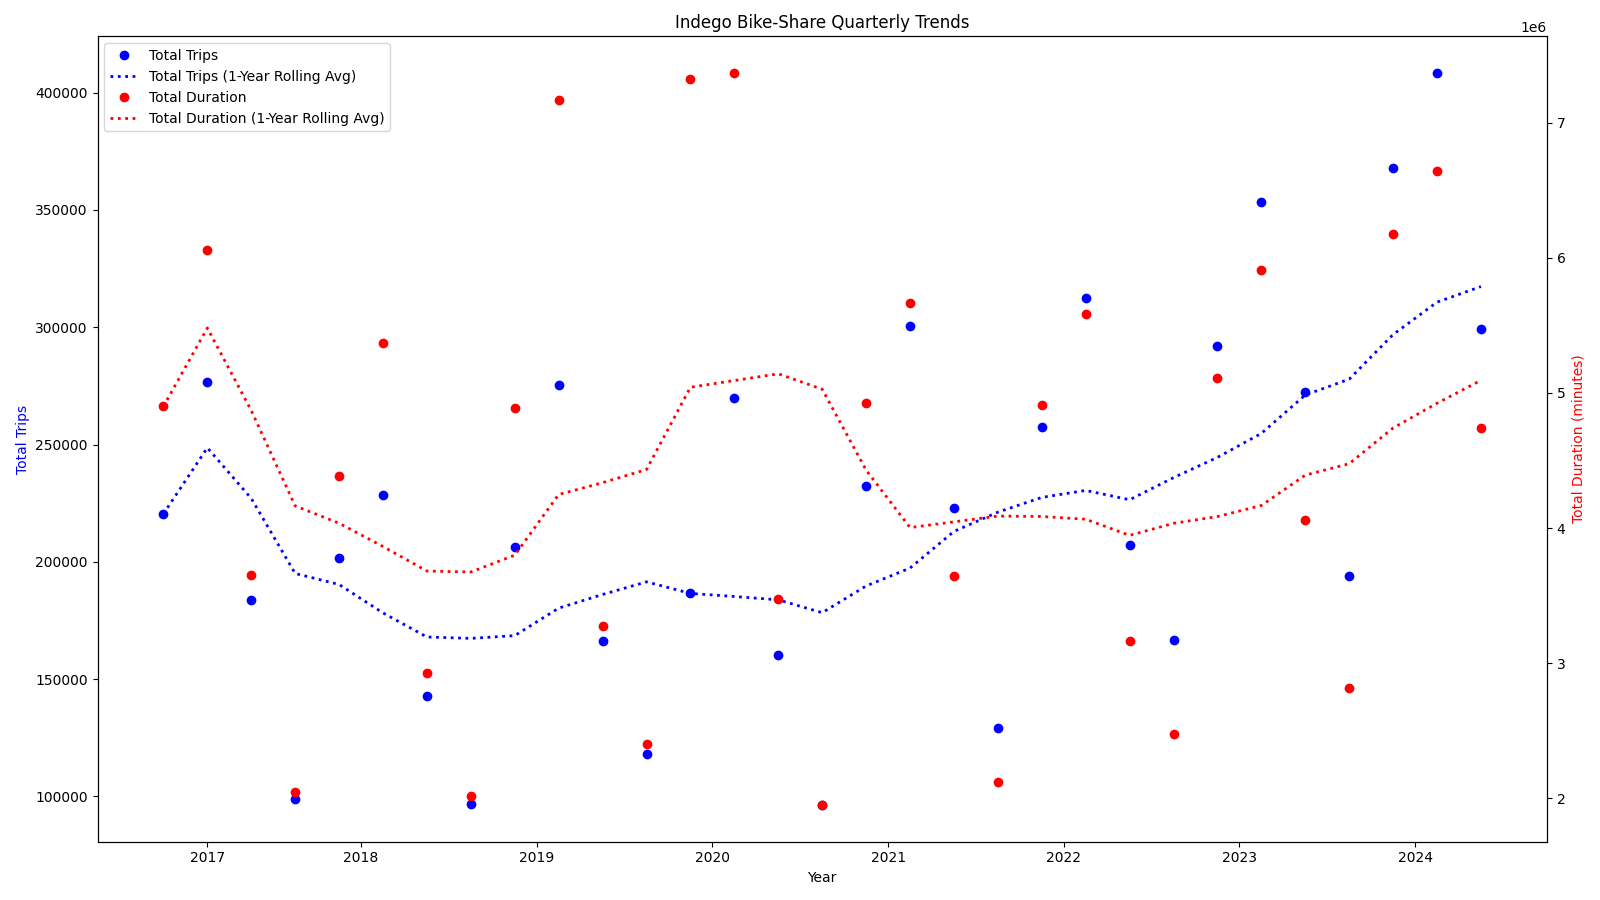 Indego Bike-Share Quarterly Trends
1e6
Total Trips
Total Trips (1-Year Rolling Avg)
Total Duration
Total Duration (1-Year Rolling Avg)
400000
350000
300000
250000
200000
150000
100000
Total Trips
7
6
5
4
3
2
Total Duration (minutes)
2017 2018 2019 2020 2021 2022 2023 2024
Year